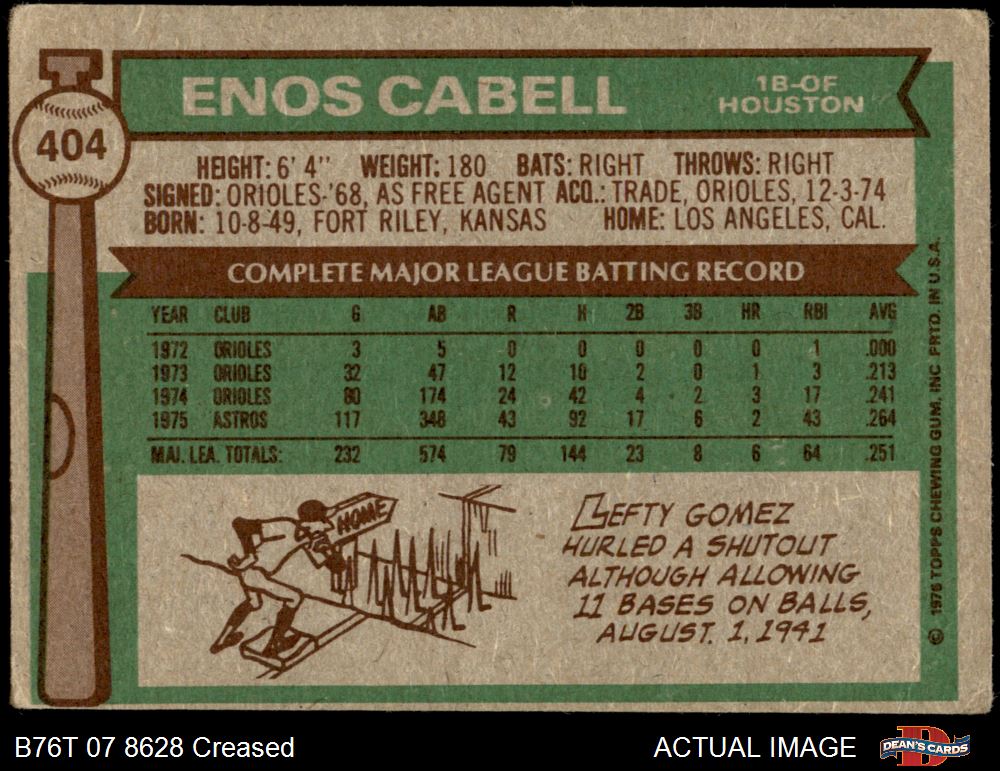 404
ENOS CABELL
1B-OF
HOUSTON
HEIGHT: 6' 4" WEIGHT: 180 BATS: RIGHT THROWS: RIGHT
SIGNED: ORIOLES-'68, AS FREE AGENT ACQ.: TRADE, ORIOLES, 12-3-74
BORN: 10-8-49, FORT RILEY, KANSAS HOME: LOS ANGELES, CAL.
COMPLETE MAJOR LEAGUE BATTING RECORD
YEAR CLUB G AB R H 2B 3B HR RBI AVG
1972 ORIOLES 3 5 0 0 0 0 0 1 .000
1973 ORIOLES 32 47 12 10 2 0 1 3 .213
1974 ORIOLES 80 174 24 42 4 2 3 17 .241
1975 ASTROS 117 348 43 92 17 6 2 43 .264
MAJ. LEA. TOTALS: 232 574 79 144 23 8 6 64 .251
HOME
LEFTY GOMEZ
HURLED A SHUTOUT
ALTHOUGH ALLOWING
11 BASES ON BALLS,
AUGUST. 1, 1941
© 1976 TOPPS CHEWING GUM, INC PRTD. IN U.S.A.
B76T 07 8628 Creased
ACTUAL IMAGE
DEAN'S CARDS